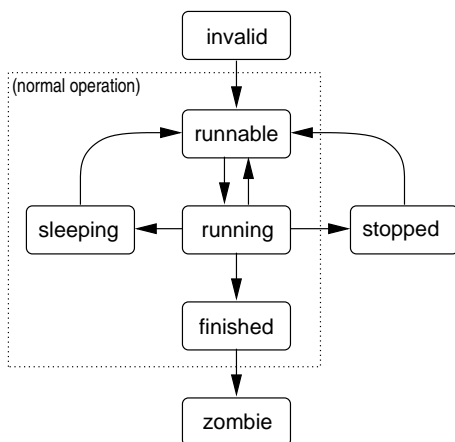 invalid
(normal operation)
runnable
sleeping
running
stopped
finished
zombie